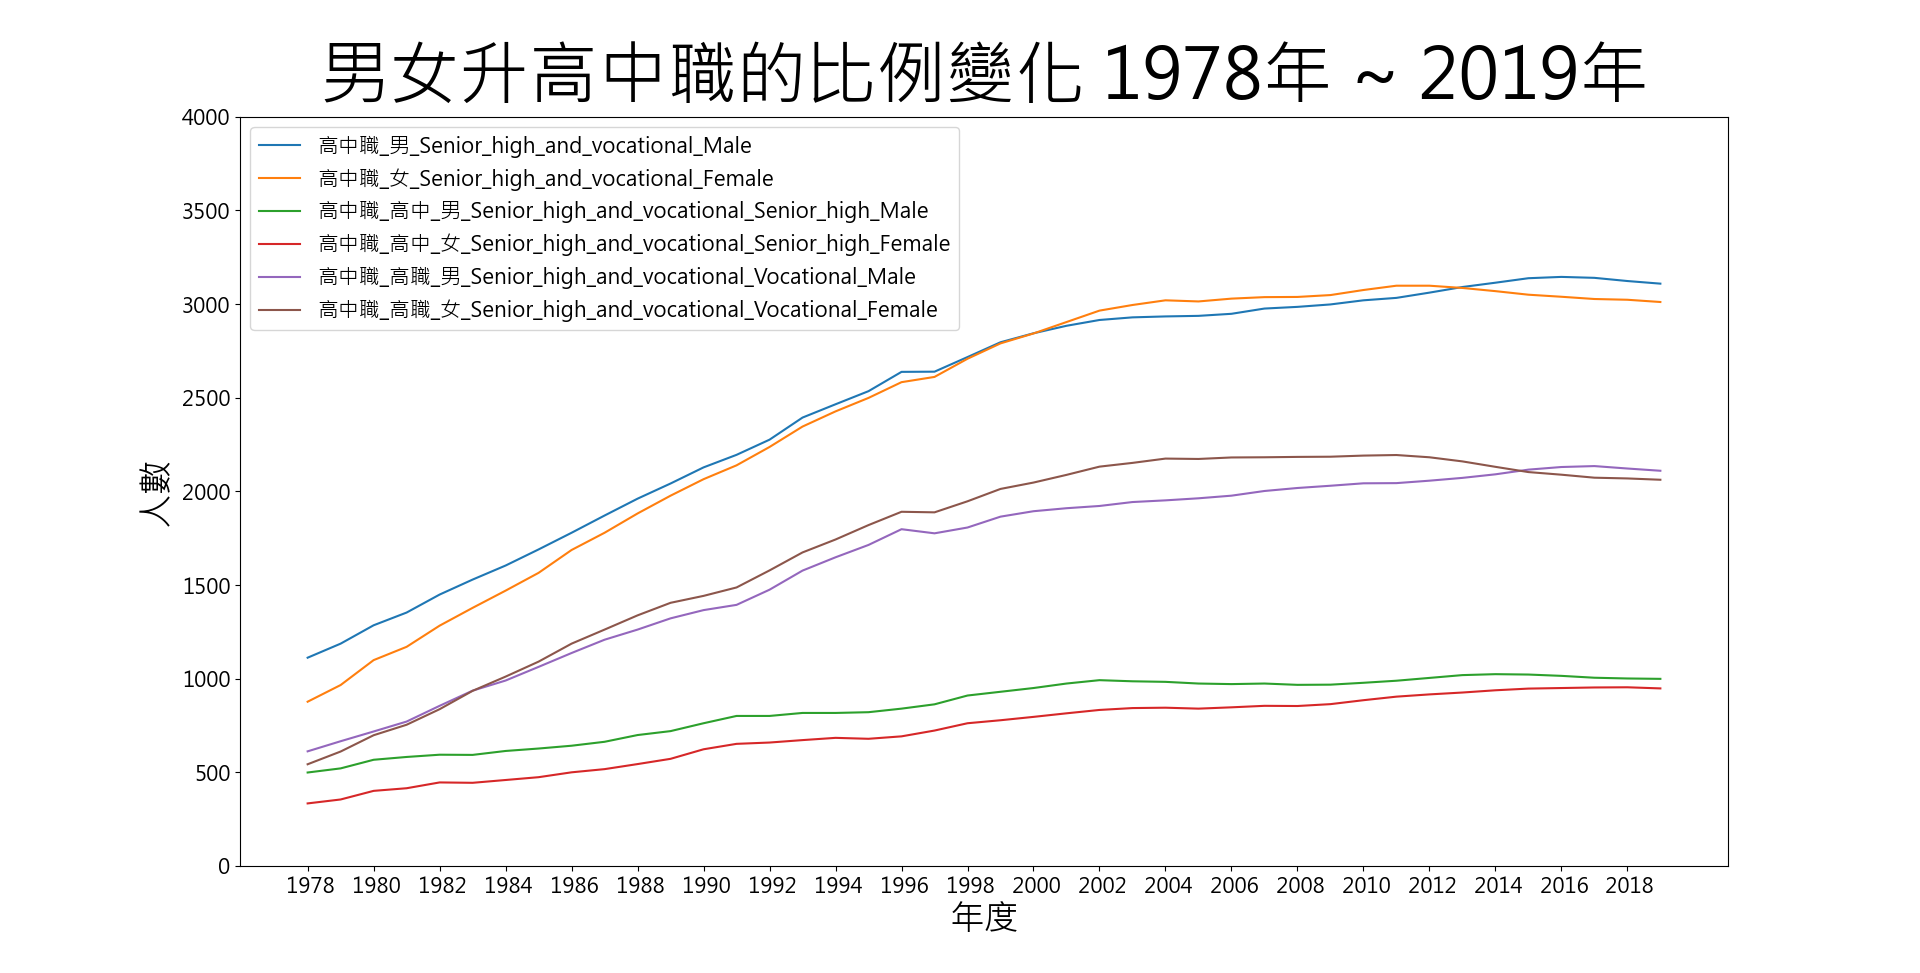 男女升高中職的比例變化 1978年 ~ 2019年
4000
3500
3000
2500
2000
1500
1000
500
0
人數
高中職_男_Senior_high_and_vocational_Male
高中職_女_Senior_high_and_vocational_Female
高中職_高中_男_Senior_high_and_vocational_Senior_high_Male
高中職_高中_女_Senior_high_and_vocational_Senior_high_Female
高中職_高職_男_Senior_high_and_vocational_Vocational_Male
高中職_高職_女_Senior_high_and_vocational_Vocational_Female
1978 1980 1982 1984 1986 1988 1990 1992 1994 1996 1998 2000 2002 2004 2006 2008 2010 2012 2014 2016 2018
年度